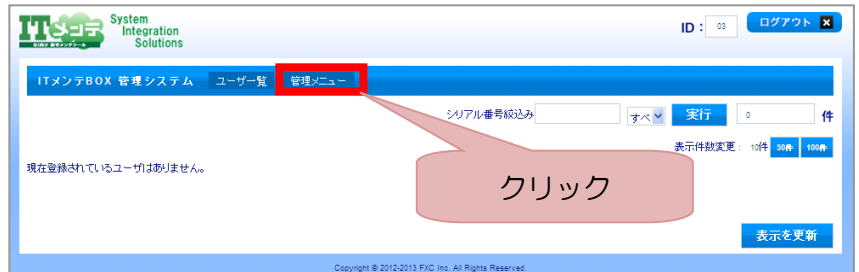 ITメンテ
System
Integration
Solutions
ID： 03 ログアウト
ITメンテBOX 管理システム ユーザ一覧 管理メニュー
シリアル番号絞込み すべ 実行 0 件
表示件数変更： 10件 50件 100件
現在登録されているユーザはありません。
クリック
表示を更新
Copyright © 2012-2013 FXC Inc. All Rights Reserved.